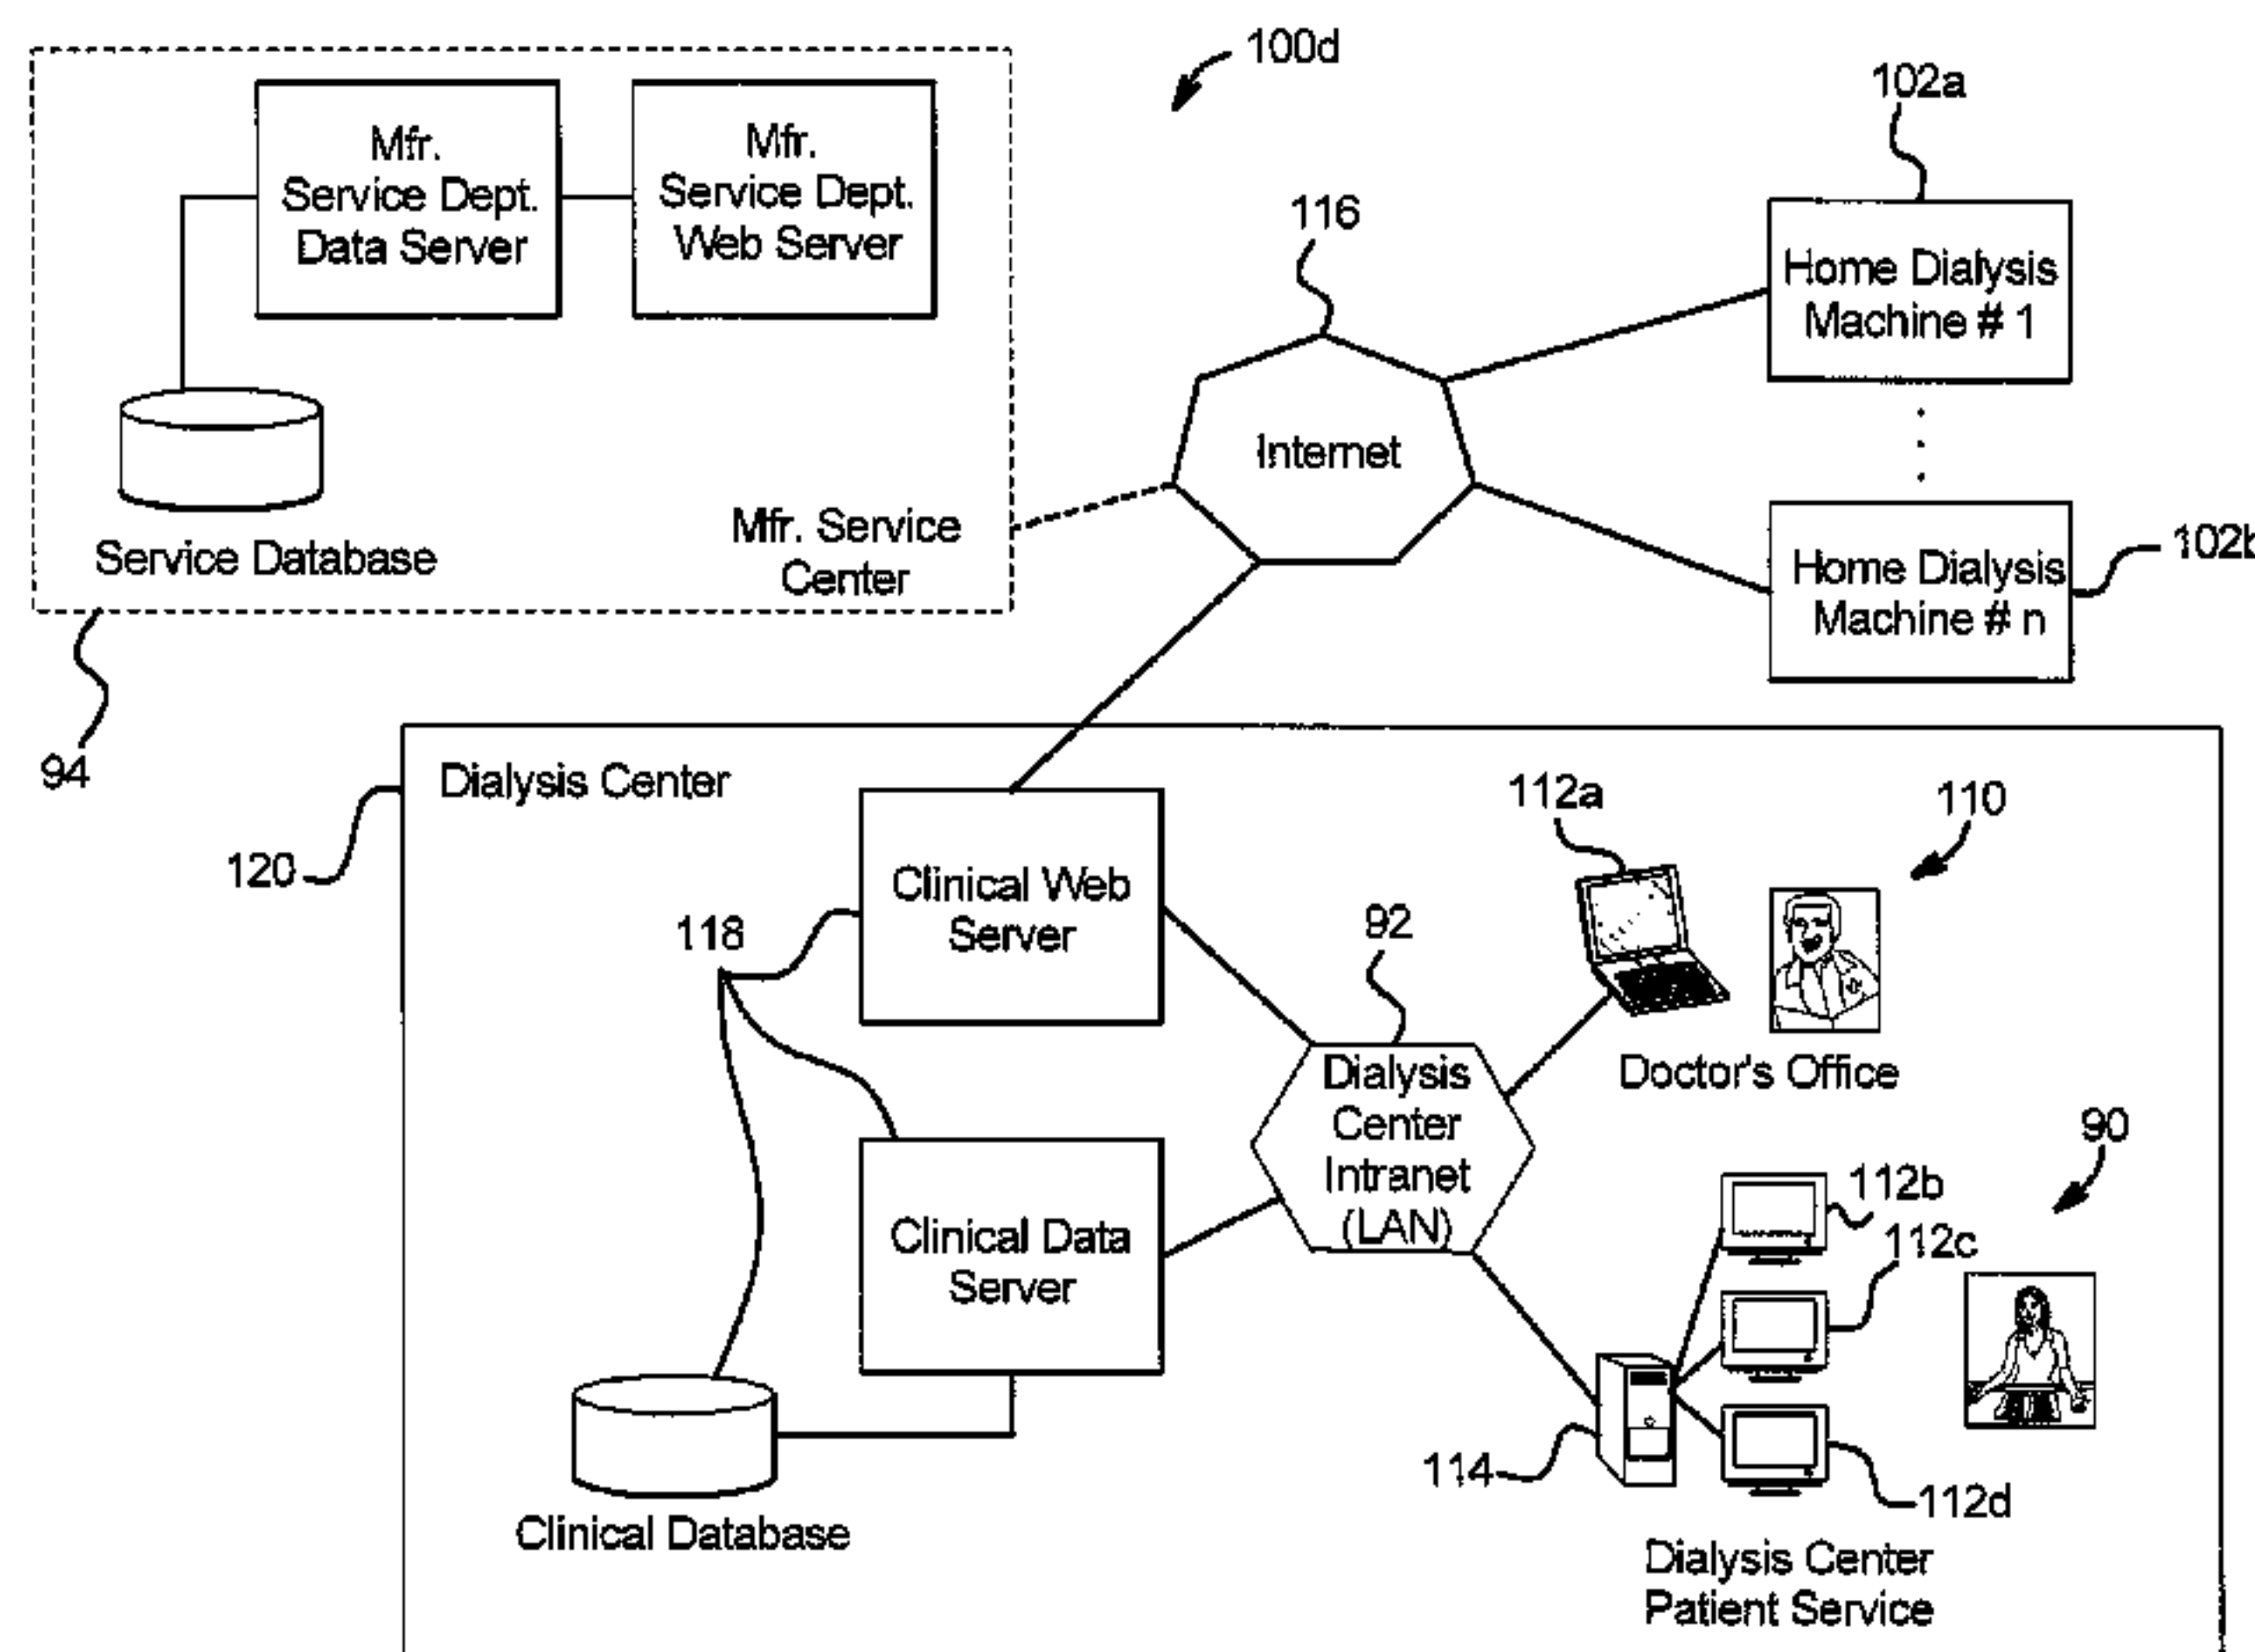 100d
102a
Mfr.
Service Dept.
Data Server
Mfr.
Service Dept.
Web Server
116
Home Dialysis
Machine # 1
Internet
Service Database
Mfr. Service
Center
Home Dialysis
Machine # n
102b
94
Dialysis Center
120
112a
110
Clinical Web
Server
118
92
Doctor's Office
Dialysis
Center
Intranet
(LAN)
90
112b
112c
Clinical Data
Server
114
112d
Clinical Database
Dialysis Center
Patient Service